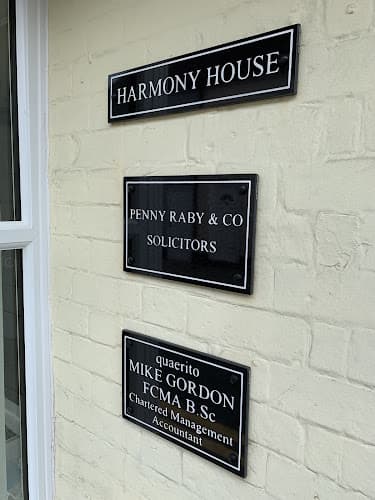 HARMONY HOUSE
PENNY RABY & CO
SOLICITORS
quaerito
MIKE GORDON
FCMA B.Sc
Chartered Management
Accountant